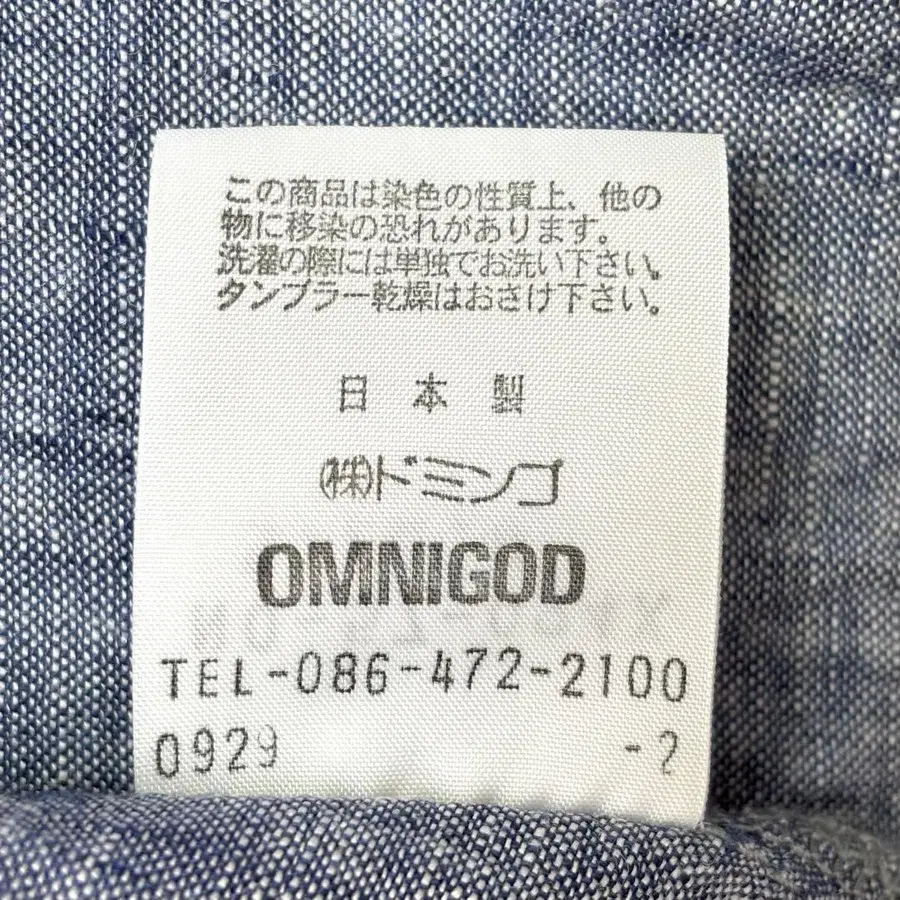 この商品は染色の性質上、他の
物に移染の恐れがあります。
洗濯の際には単独でお洗い下さい。
タンブラー乾燥はおさけ下さい。
日本製
㈱ドミンゴ
OMNIGOD
TEL-086-472-2100
0929 -2